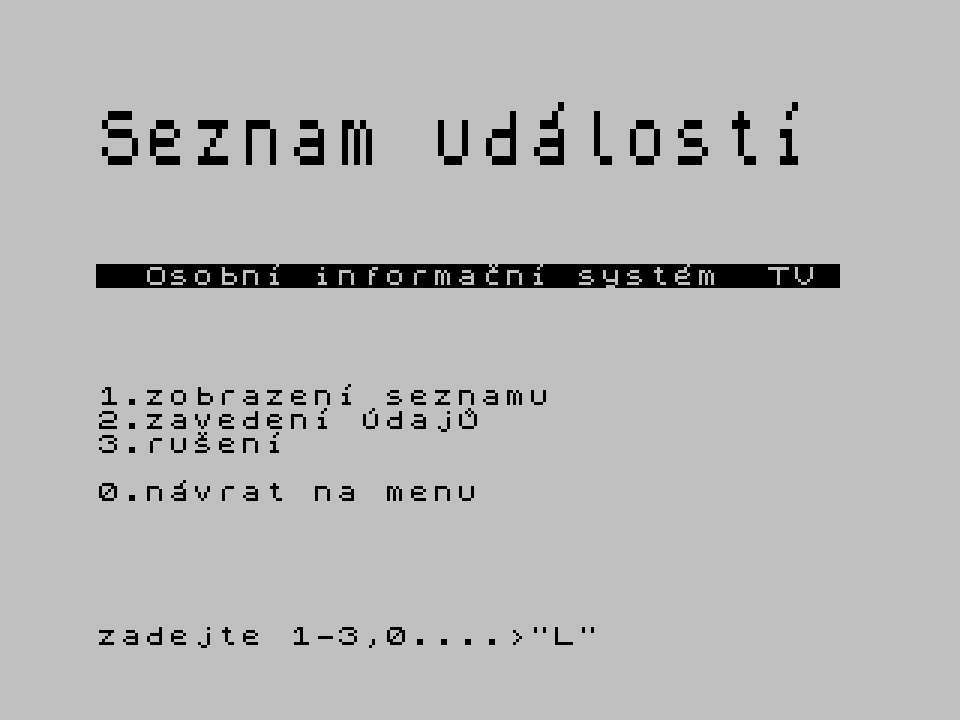 Seznam událostí
Osobní informační systém TV
1.zobrazení seznamu
2.zavedení údajů
3.rušení
0.návrat na menu
zadejte 1-3,0....>"L"